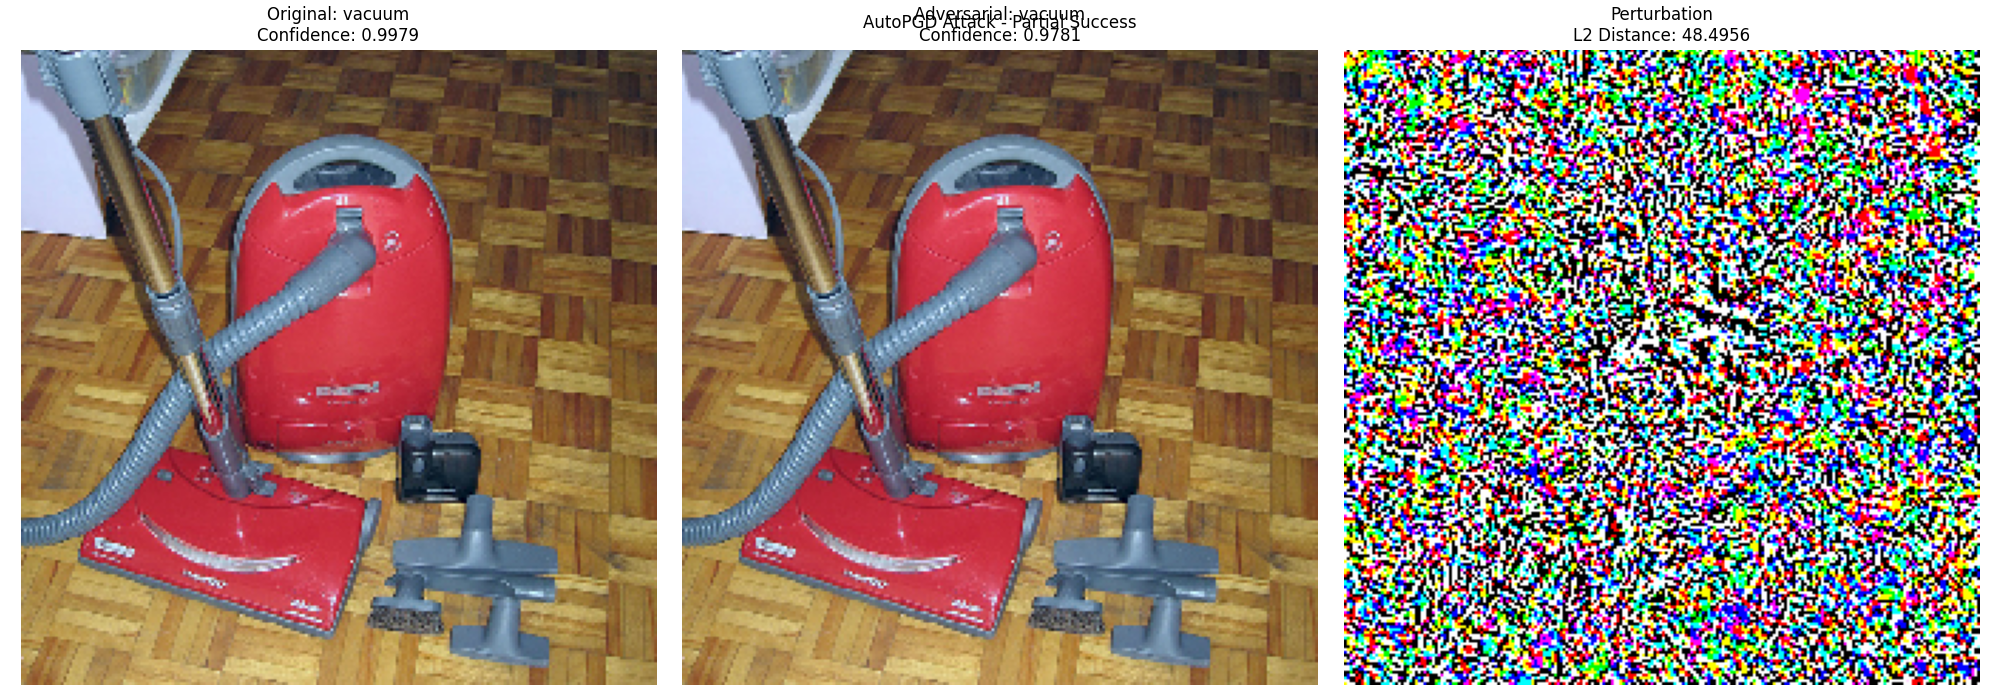 Original: vacuum
Confidence: 0.9979
AutoPGD Attack - Partial Success
Adversarial: vacuum
Confidence: 0.9781
Perturbation
L2 Distance: 48.4956